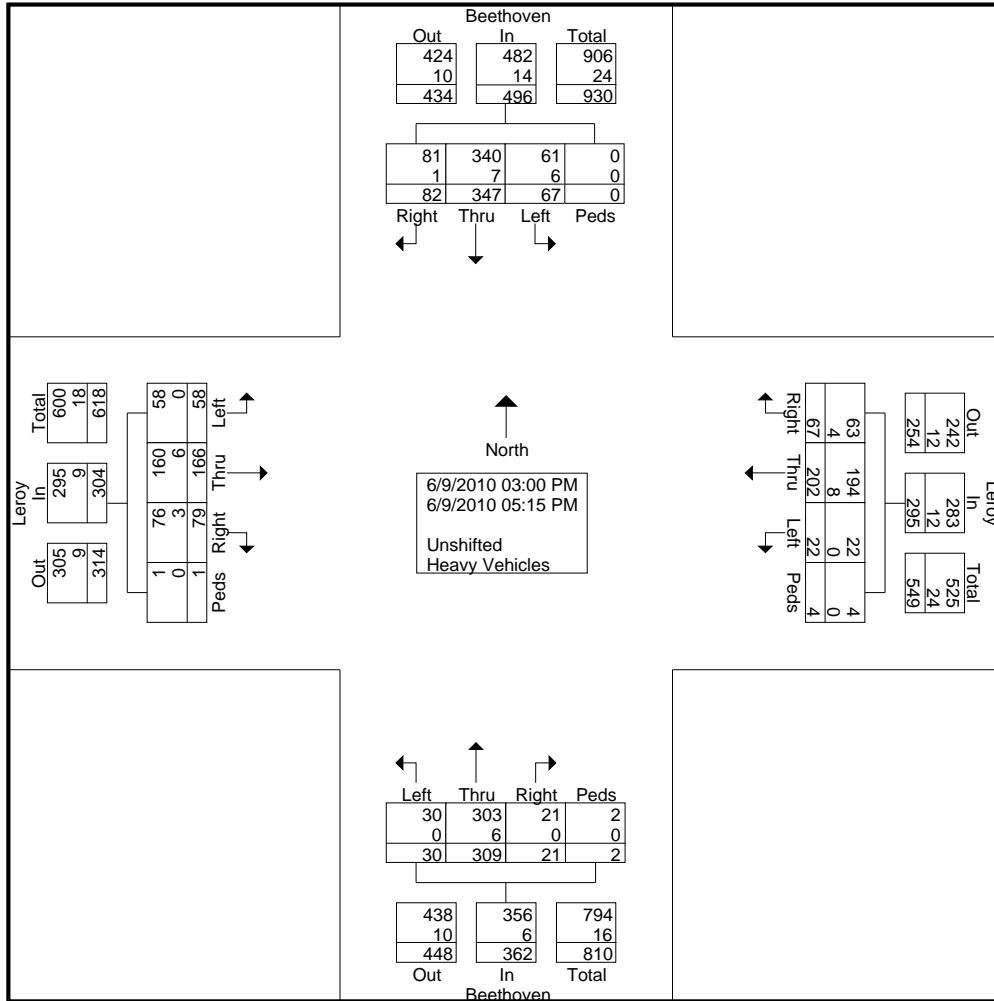 Beethoven
Out In Total
424 482 906
10 14 24
434 496 930
81 340 61 0
1 7 6 0
82 347 67 0
Right Thru Left Peds
Leroy
Total In Out
600 295 305
18 9 9
618 304 314
58 160 76 1
0 6 3 0
58 166 79 1
Left Thru Right Peds
North
6/9/2010 03:00 PM
6/9/2010 05:15 PM
Unshifted
Heavy Vehicles
Right Thru Left Peds
63 194 22 4
4 8 0 0
67 202 22 4
Leroy
Out In Total
242 283 525
12 12 24
254 295 549
Left Thru Right Peds
30 303 21 2
0 6 0 0
30 309 21 2
438 356 794
10 6 16
448 362 810
Out In Total
Beethoven